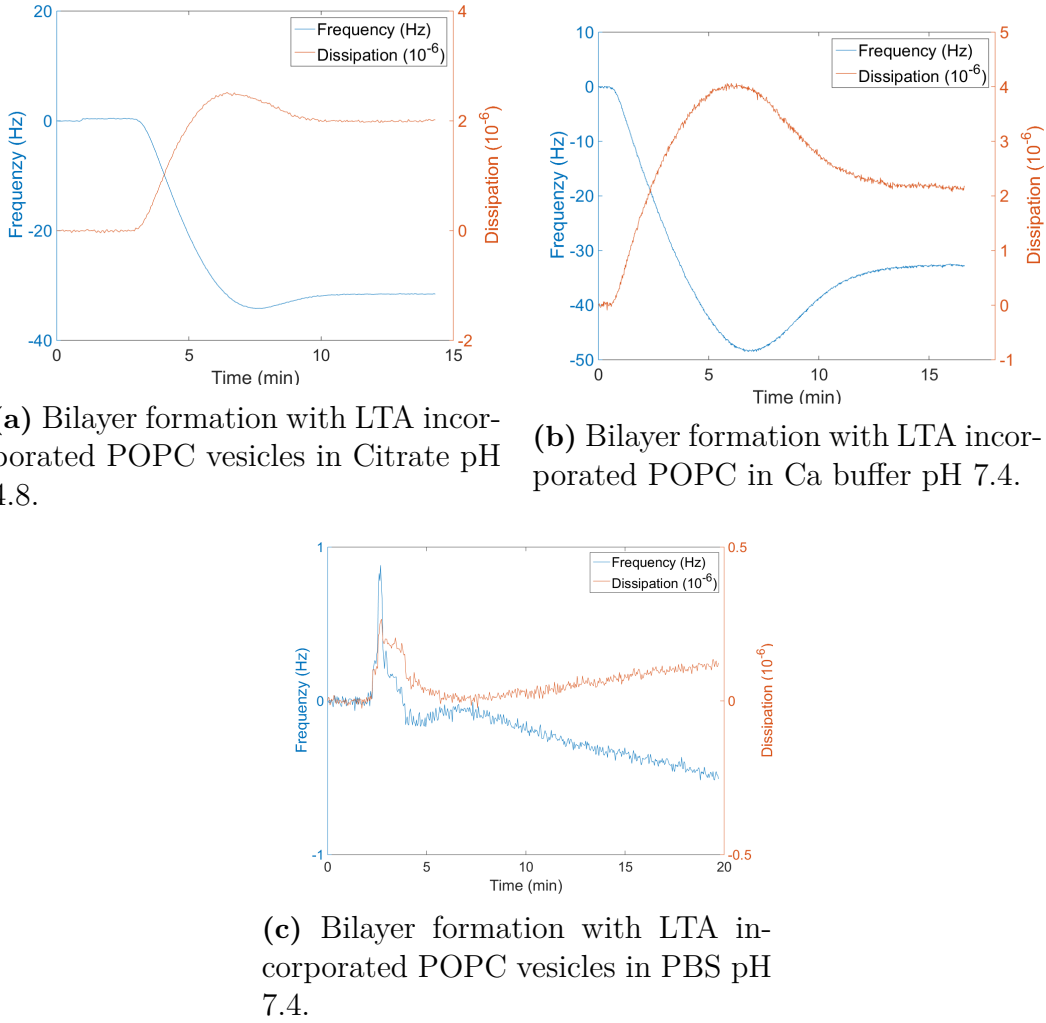 20
0
-20
-40
Frequenzy (Hz)
Frequency (Hz)
Dissipation (10-6)
4
2
0
-2
Dissipation (10-6)
0
5
10
15
Time (min)
(a) Bilayer formation with LTA incor-
porated POPC vesicles in Citrate pH
4.8.
10
0
-10
-20
-30
-40
-50
Frequenzy (Hz)
Frequency (Hz)
Dissipation (10-6)
5
4
3
2
1
0
-1
Dissipation (10-6)
0
5
10
15
Time (min)
(b) Bilayer formation with LTA incor-
porated POPC in Ca buffer pH 7.4.
1
0
-1
Frequenzy (Hz)
Frequency (Hz)
Dissipation (10-6)
0.5
0
-0.5
Dissipation (10-6)
0
5
10
15
20
Time (min)
(c) Bilayer formation with LTA in-
corporated POPC vesicles in PBS pH
7.4.